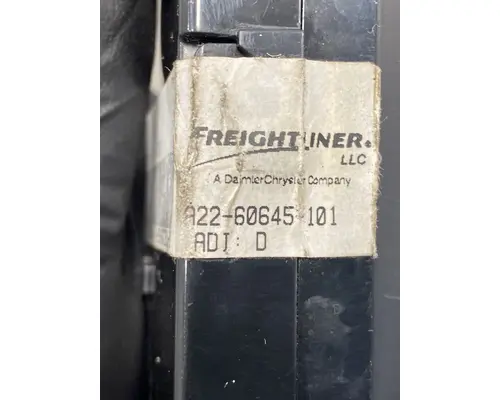 FREIGHTLINER.
LLC
A DaimlerChrysler Company
A22-60645-101
ADI: D